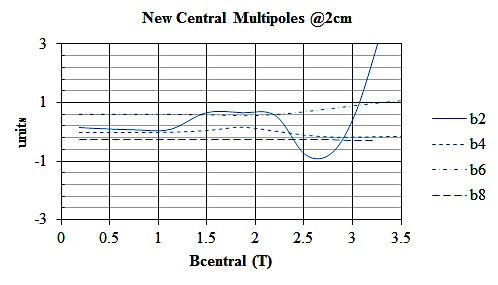 New Central Multipoles @2cm
3
1
-1
-3
units
0 0.5 1 1.5 2 2.5 3 3.5
Bcentral (T)
b2
b4
b6
b8